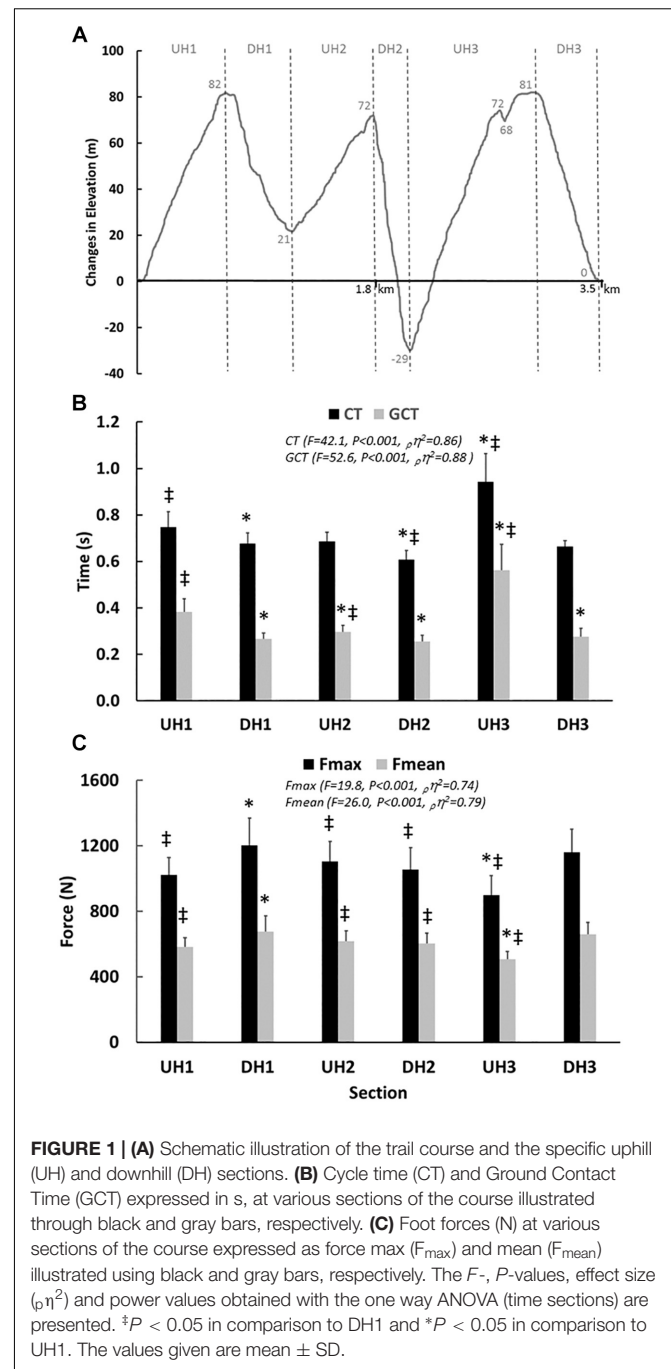 A
UH1 DH1 UH2 DH2 UH3 DH3
Changes in Elevation (m)
100
80
60
40
20
0
-20
-40
82
21
72
-29
72
68
81
0
1.8 km
3.5 km
B
CT GCT
CT (F=42.1, P<0.001, ρη²=0.86)
GCT (F=52.6, P<0.001, ρη²=0.88 )
Time (s)
1.2
1.0
0.8
0.6
0.4
0.2
0.0
‡ * *‡ *‡
‡ * *‡ * *‡ *
UH1 DH1 UH2 DH2 UH3 DH3
C
Fmax Fmean
Fmax (F=19.8, P<0.001, ρη²=0.74)
Fmean (F=26.0, P<0.001, ρη²=0.79)
Force (N)
1600
1200
800
400
0
‡ * ‡ ‡ *‡
‡ * ‡ ‡ *‡
UH1 DH1 UH2 DH2 UH3 DH3
Section
FIGURE 1 | (A) Schematic illustration of the trail course and the specific uphill
(UH) and downhill (DH) sections. (B) Cycle time (CT) and Ground Contact
Time (GCT) expressed in s, at various sections of the course illustrated
through black and gray bars, respectively. (C) Foot forces (N) at various
sections of the course expressed as force max (Fmax) and mean (Fmean)
illustrated using black and gray bars, respectively. The F-, P-values, effect size
(pη²) and power values obtained with the one way ANOVA (time sections) are
presented. ‡P < 0.05 in comparison to DH1 and *P < 0.05 in comparison to
UH1. The values given are mean ± SD.